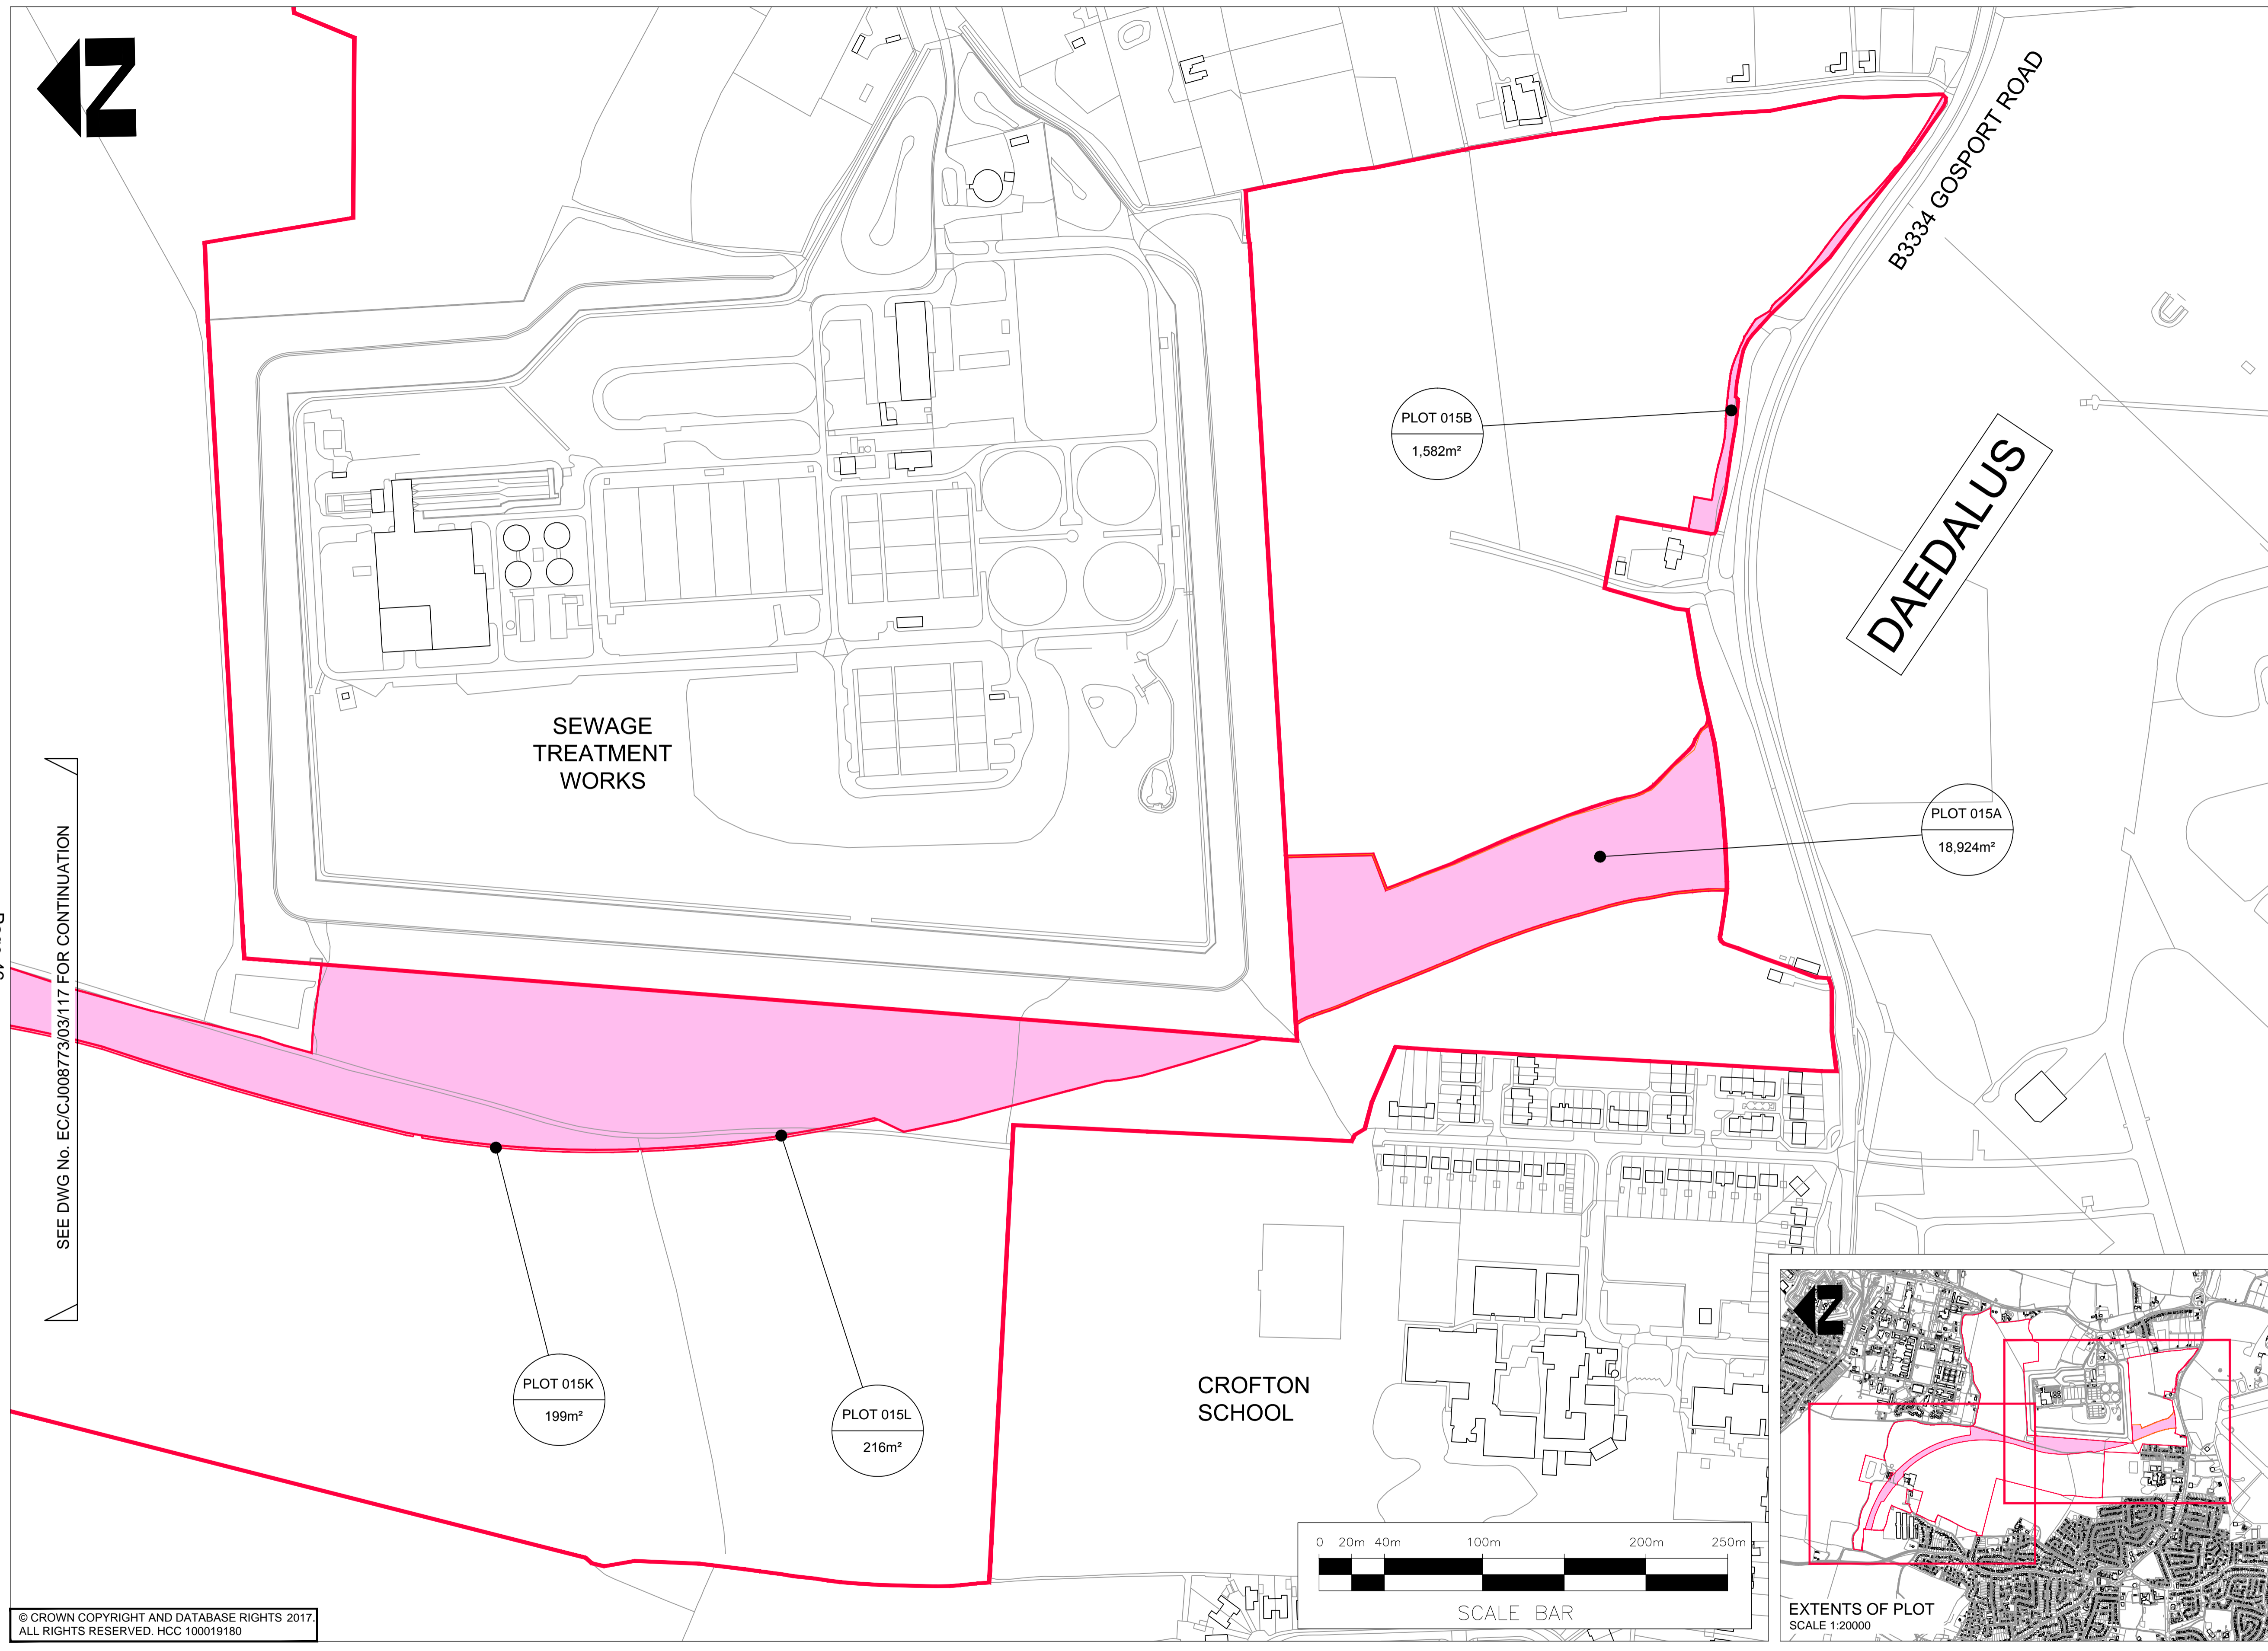 N
B3334 GOSPORT ROAD
PLOT 015B
1,582m²
DAEDALUS
SEWAGE
TREATMENT
WORKS
PLOT 015A
18,924m²
SEE DWG No. EC/CJ008773/03/117 FOR CONTINUATION
PLOT 015K
199m²
PLOT 015L
216m²
CROFTON
SCHOOL
0 20m 40m 100m 200m 250m
SCALE BAR
N
EXTENTS OF PLOT
SCALE 1:20000
© CROWN COPYRIGHT AND DATABASE RIGHTS 2017.
ALL RIGHTS RESERVED. HCC 100019180